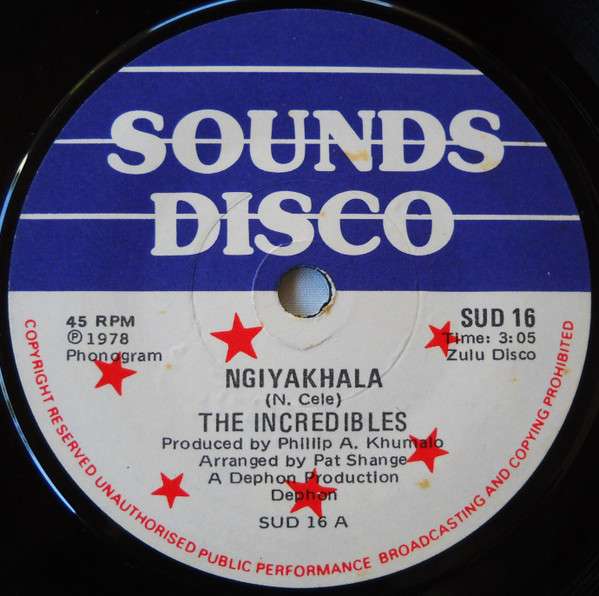 SOUNDS
DISCO
45 RPM
℗ 1978
Phonogram
SUD 16
Time: 3:05
Zulu Disco
NGIYAKHALA
(N. Cele)
THE INCREDIBLES
Produced by Phillip A. Khumalo
Arranged by Pat Shange
A Dephon Production
Dephon
SUD 16 A
COPYRIGHT RESERVED UNAUTHORISED PUBLIC PERFORMANCE BROADCASTING AND COPYING PROHIBITED